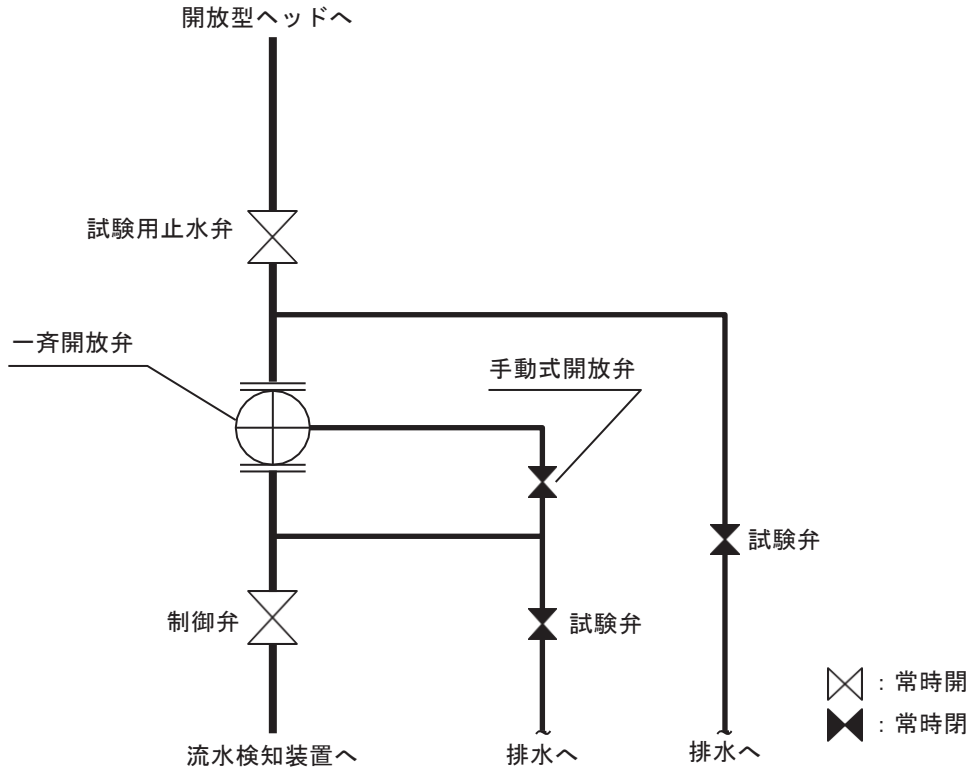 開放型ヘッドへ
試験用止水弁
一斉開放弁
手動式開放弁
試験弁
制御弁
試験弁
：常時開
：常時閉
流水検知装置へ
排水へ
排水へ